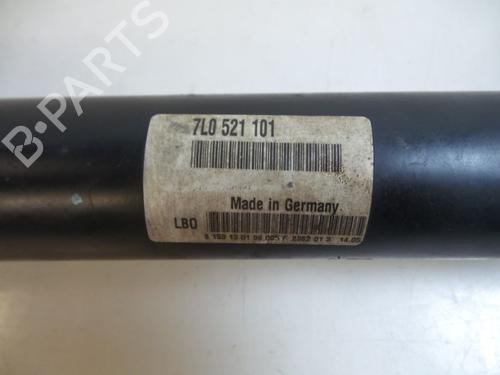 B-PARTS
7L0 521 101
Made in Germany
LBO